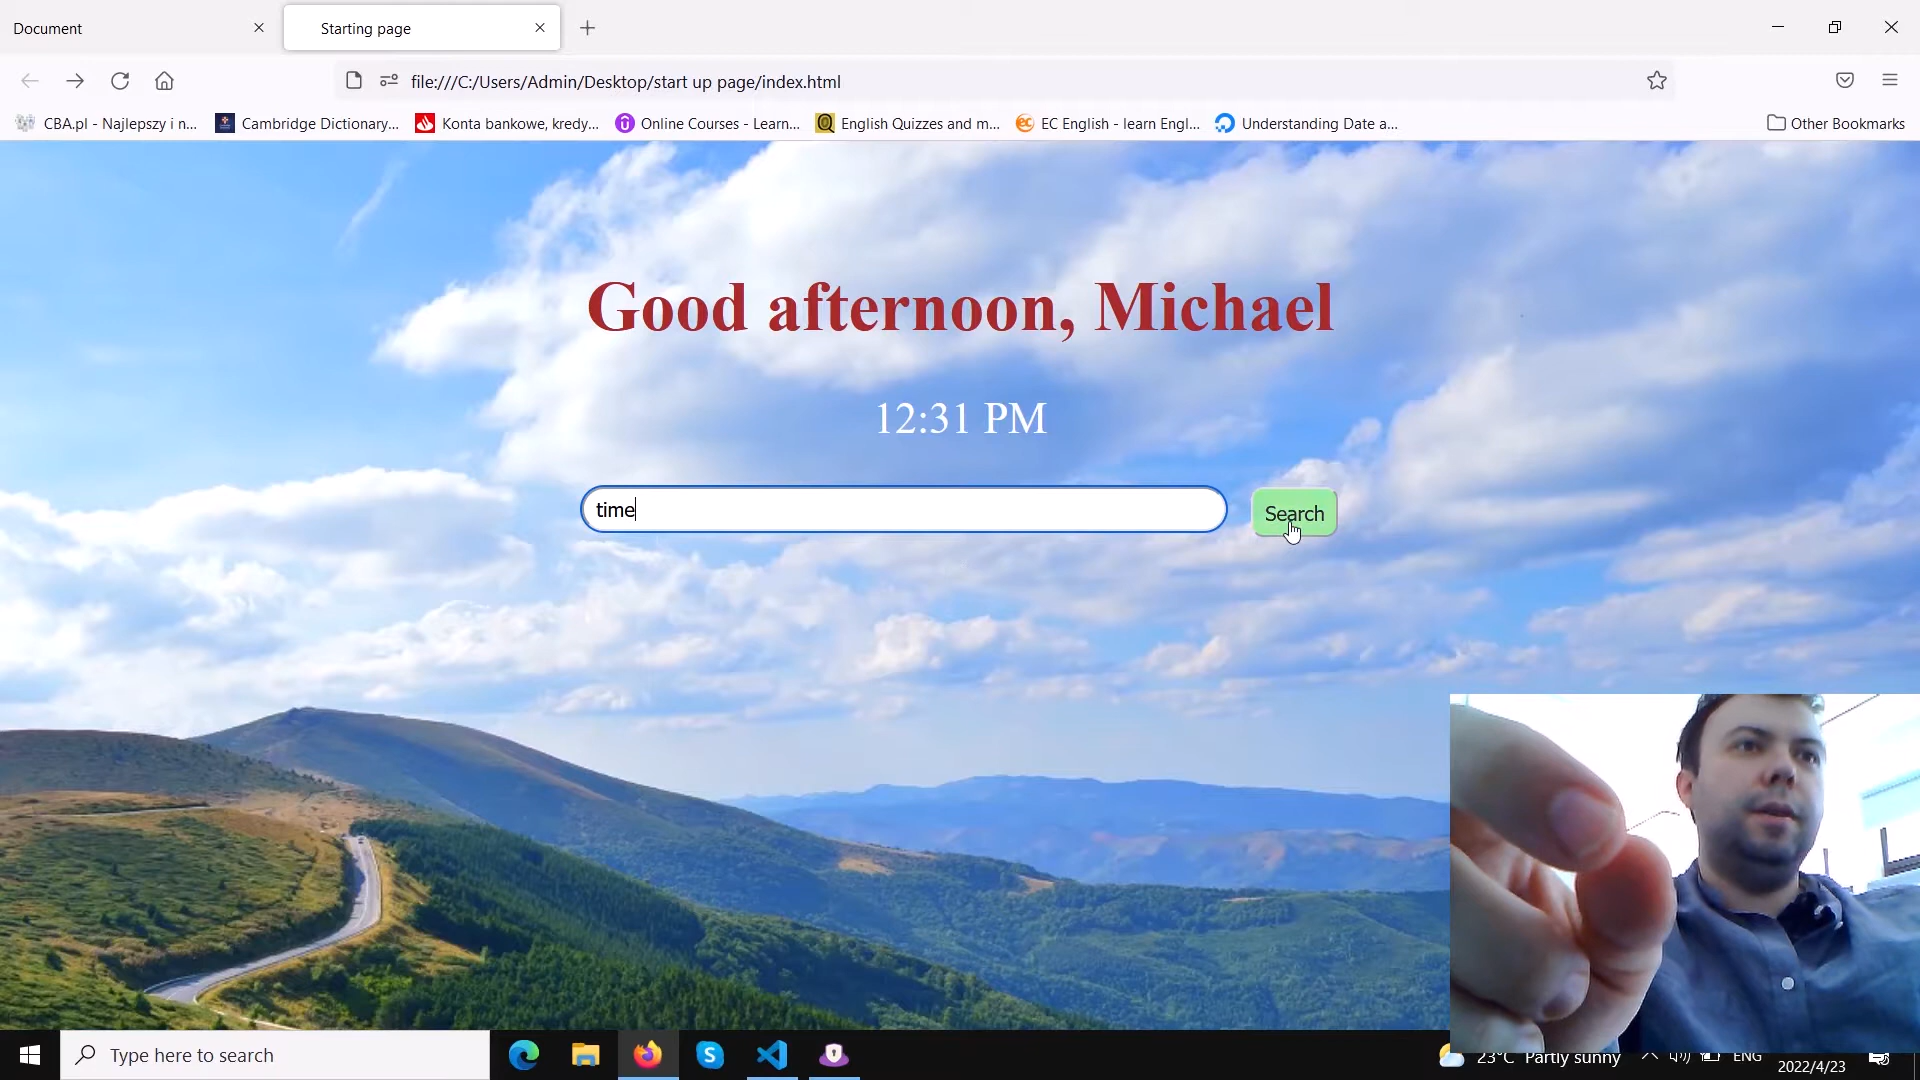 Document
Starting page
file:///C:/Users/Admin/Desktop/start up page/index.html
CBA.pl - Najlepszy i n...
Cambridge Dictionary...
Konta bankowe, kredy...
Online Courses - Learn...
English Quizzes and m...
EC English - learn Engl...
Understanding Date a...
Other Bookmarks
Good afternoon, Michael
12:31 PM
time
Search
Type here to search
23°C Partly sunny
ENG
2022/4/23